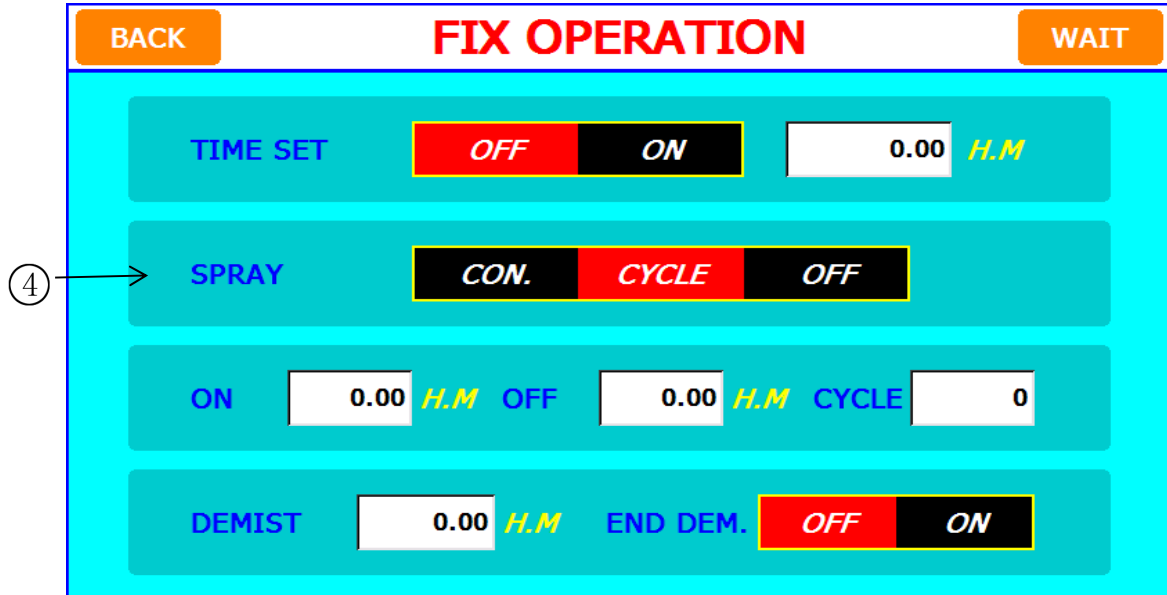 BACK FIX OPERATION WAIT
TIME SET OFF ON 0.00 H.M
④ SPRAY CON. CYCLE OFF
ON 0.00 H.M OFF 0.00 H.M CYCLE 0
DEMIST 0.00 H.M END DEM. OFF ON